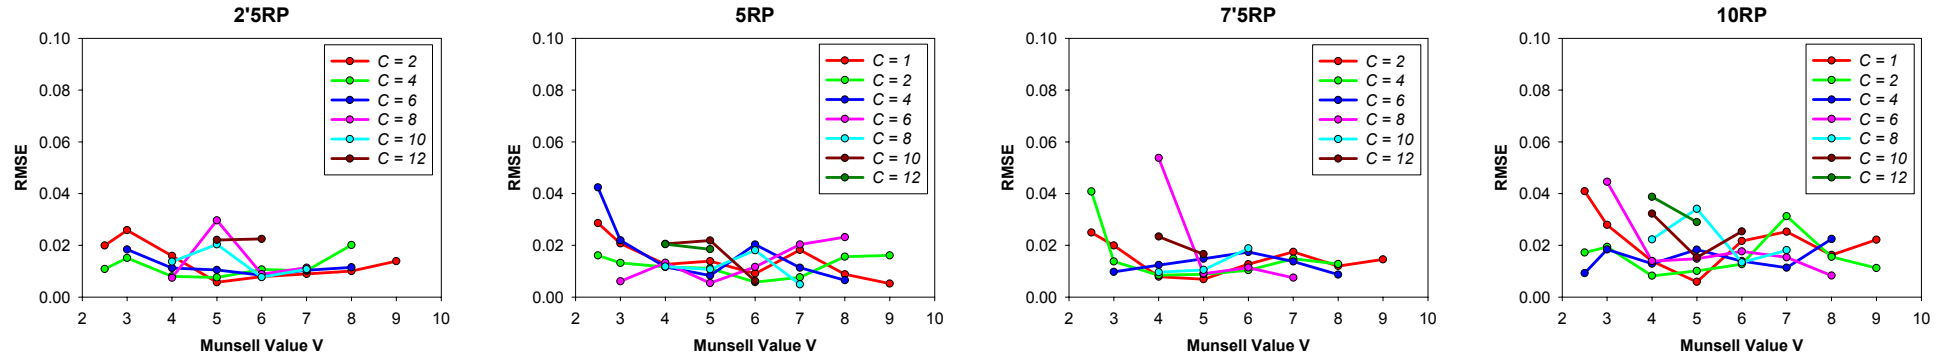 2'5RP
0.10
0.08
0.06
0.04
0.02
0.00
RMSE
2 3 4 5 6 7 8 9 10
Munsell Value V
C = 2
C = 4
C = 6
C = 8
C = 10
C = 12
5RP
0.10
0.08
0.06
0.04
0.02
0.00
RMSE
2 3 4 5 6 7 8 9 10
Munsell Value V
C = 1
C = 2
C = 4
C = 6
C = 8
C = 10
C = 12
7'5RP
0.10
0.08
0.06
0.04
0.02
0.00
RMSE
2 3 4 5 6 7 8 9 10
Munsell Value V
C = 2
C = 4
C = 6
C = 8
C = 10
C = 12
10RP
0.10
0.08
0.06
0.04
0.02
0.00
RMSE
2 3 4 5 6 7 8 9 10
Munsell Value V
C = 1
C = 2
C = 4
C = 6
C = 8
C = 10
C = 12